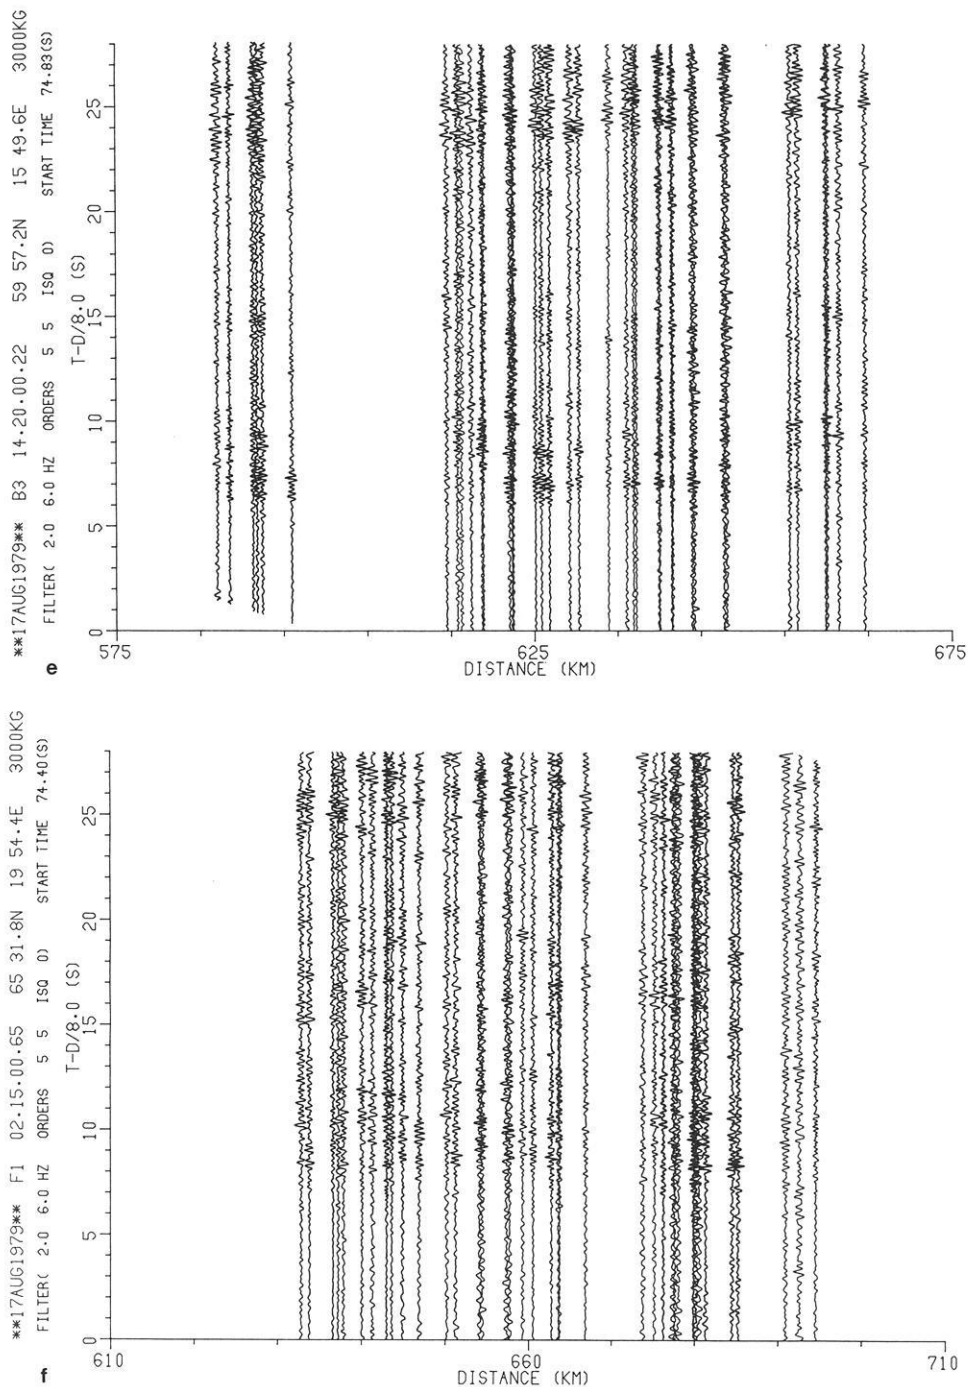 **17AUG1979** B3 14.20.00.22 59 57.2N 15 49.6E 3000KG
FILTER( 2.0 6.0 HZ ORDERS 5 5 ISQ 0) START TIME 74.83(S)
T-D/8.0 (S)
25
20
15
10
5
0
575 625 675
DISTANCE (KM)
e
**17AUG1979** F1 02.15.00.65 65 31.8N 19 54.4E 3000KG
FILTER( 2.0 6.0 HZ ORDERS 5 5 ISQ 0) START TIME 74.40(S)
T-D/8.0 (S)
25
20
15
10
5
0
610 660 710
DISTANCE (KM)
f